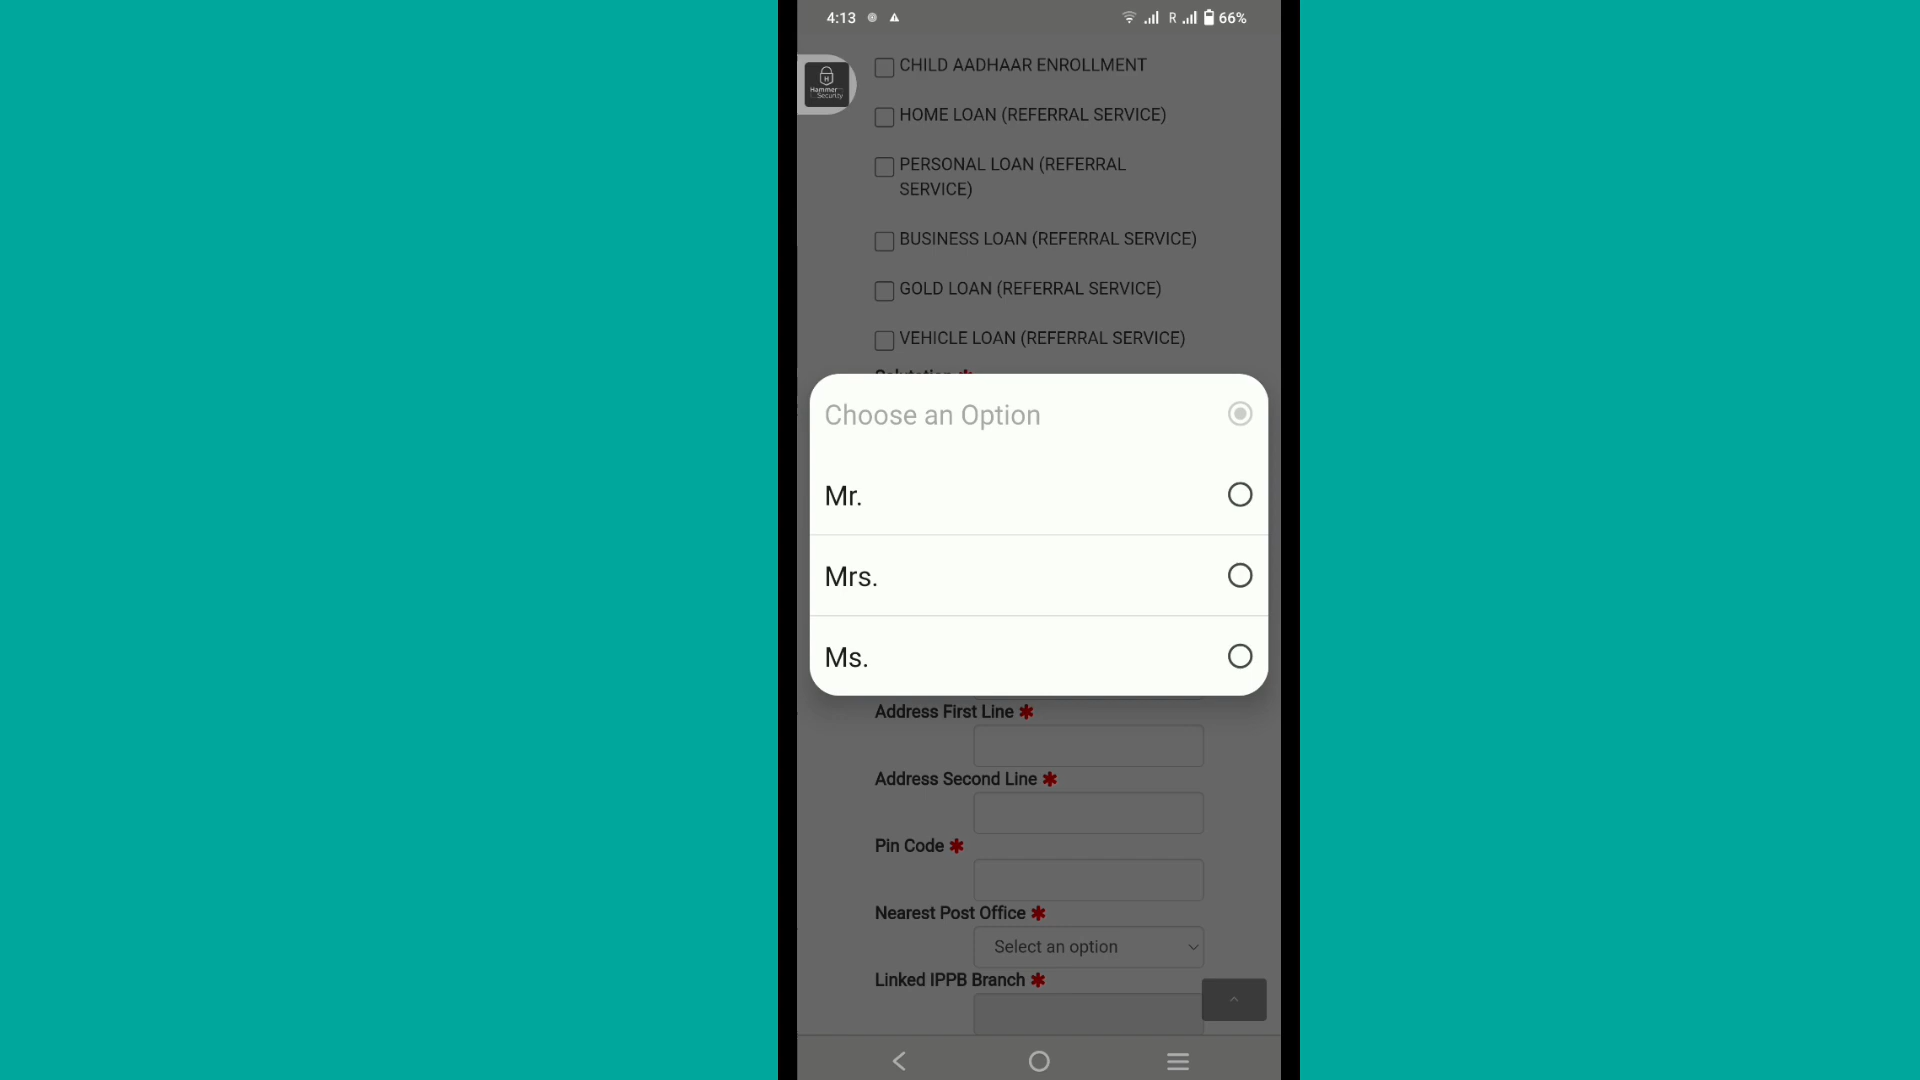 4:13
R
66%
CHILD AADHAAR ENROLLMENT
H
Hammer
Security
HOME LOAN (REFERRAL SERVICE)
PERSONAL LOAN (REFERRAL
SERVICE)
BUSINESS LOAN (REFERRAL SERVICE)
GOLD LOAN (REFERRAL SERVICE)
VEHICLE LOAN (REFERRAL SERVICE)
Choose an Option
Mr.
Mrs.
Ms.
Address First Line *
Address Second Line *
Pin Code *
Nearest Post Office *
Select an option
Linked IPPB Branch *